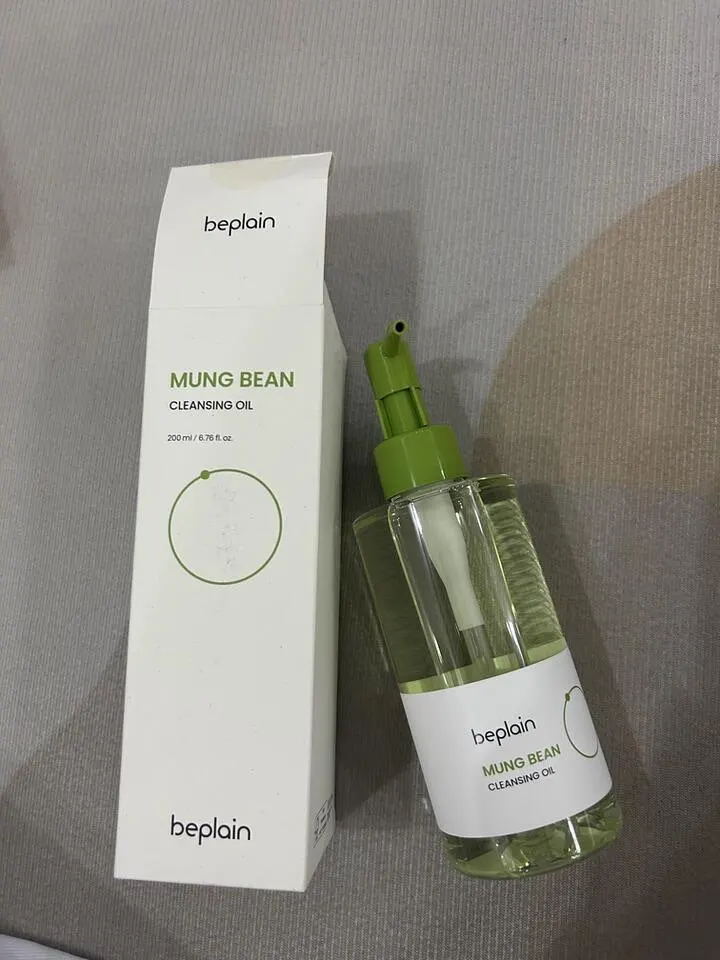 beplain
MUNG BEAN
CLEANSING OIL
200 ml / 6.76 fl. oz.
beplain
beplain
MUNG BEAN
CLEANSING OIL